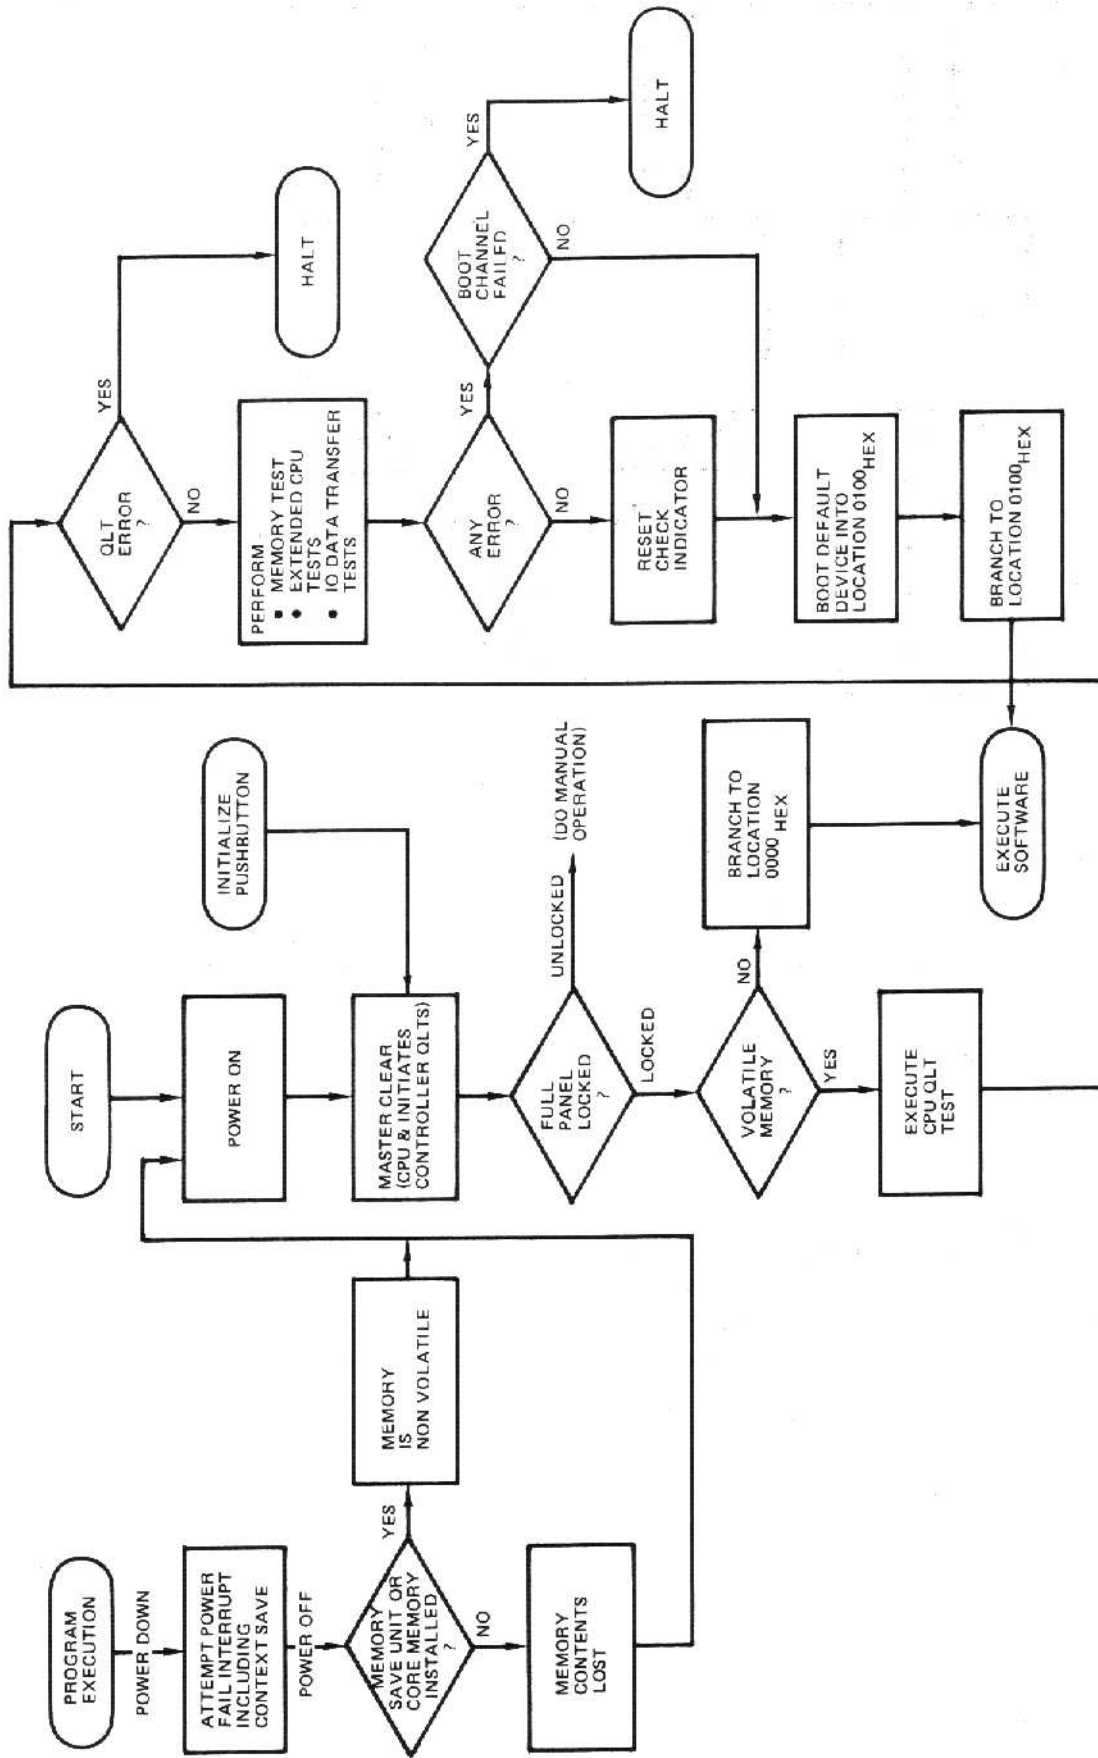 PROGRAM
EXECUTION
POWER DOWN
ATTEMPT POWER
FAIL INTERRUPT
INCLUDING
CONTEXT SAVE
POWER OFF
MEMORY
SAVE UNIT OR
CORE MEMORY
INSTALLED
?
YES
NO
MEMORY
IS
NON VOLATILE
MEMORY
CONTENTS
LOST
START
POWER ON
INITIALIZE
PUSHRUTTON
MASTER CLEAR
(CPU & INITIATES
CONTROLLER QLTS)
FULL
PANEL
LOCKED
?
UNLOCKED
(DO MANUAL
OPERATION)
LOCKED
VOLATILE
MEMORY
?
NO
YES
BRANCH TO
LOCATION
0000 HEX
EXECUTE
CPU QLT
TEST
EXECUTE
SOFTWARE
QLT
ERROR
?
YES
NO
HALT
PERFORM
• MEMORY TEST
• EXTENDED CPU
TESTS
• IO DATA TRANSFER
TESTS
ANY
ERROR
?
YES
NO
BOOT
CHANNEL
FAILED
?
YES
NO
HALT
RESET
CHECK
INDICATOR
BOOT DEFAULT
DEVICE INTO
LOCATION 0100HEX
BRANCH TO
LOCATION 0100HEX